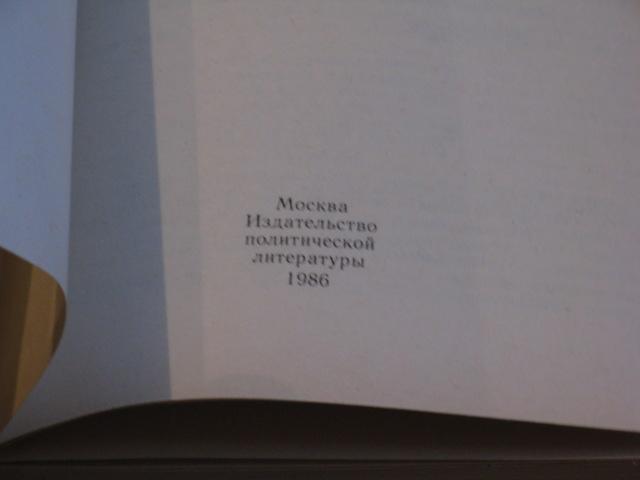 Москва
Издательство
политической
литературы
1986